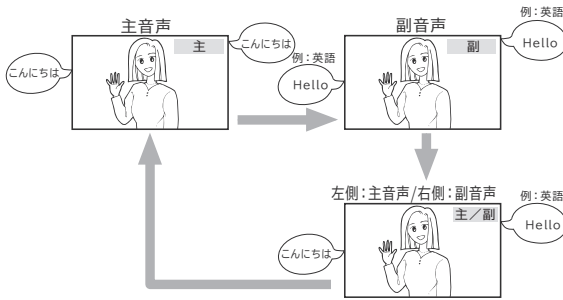 主音声
主
こんにちは
こんにちは
副音声
副
例：英語
Hello
例：英語
Hello
左側：主音声/右側：副音声
主／副
こんにちは
例：英語
Hello